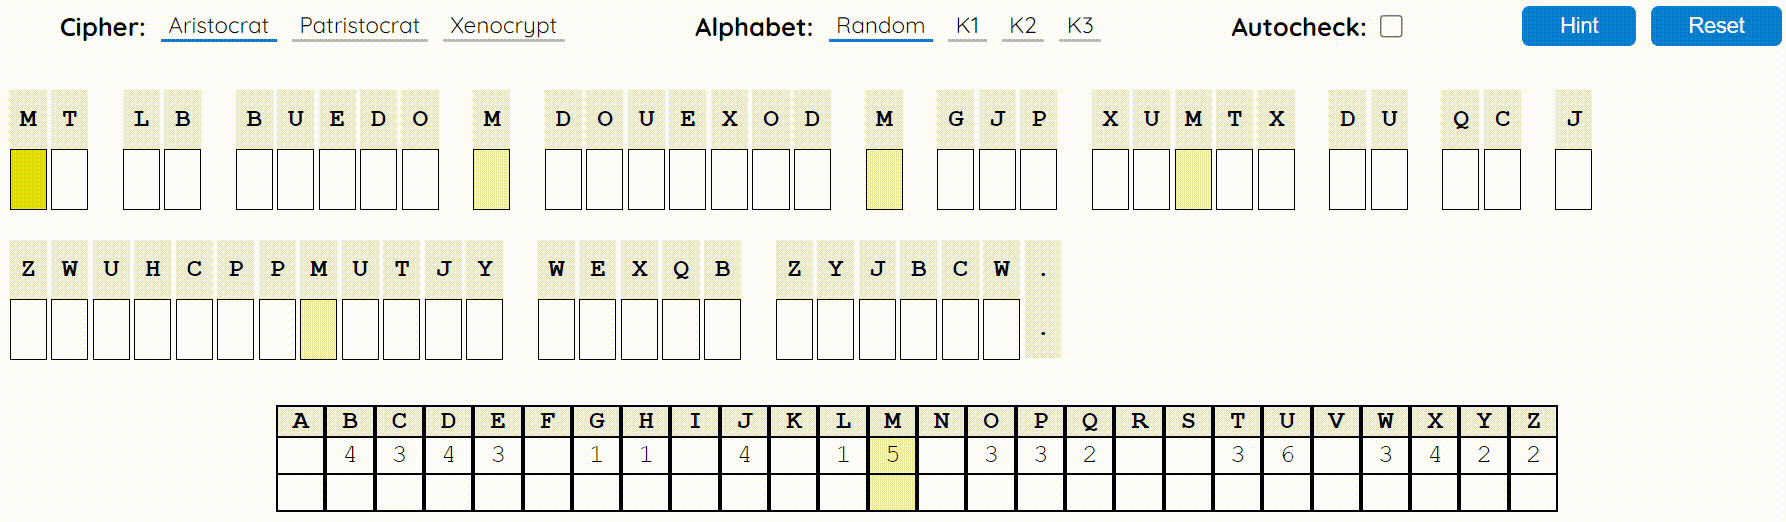 Cipher: Aristocrat Patristocrat Xenocrypt Alphabet: Random K1 K2 K3 Autocheck: Hint Reset
M T L B B U E D O M D O U E X O D M G J P X U M T X D U Q C J
Z W U H C P P M U T J Y W E X Q B Z Y J B C W .
.
A B C D E F G H I J K L M N O P Q R S T U V W X Y Z
4 3 4 3 1 1 4 1 5 3 3 2 3 6 3 4 2 2